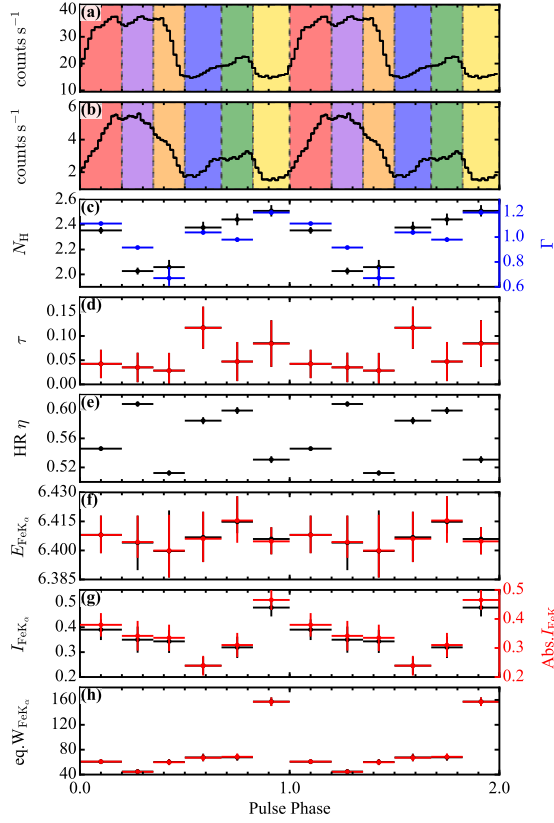 (a)
counts s⁻¹
40
30
20
10
(b)
counts s⁻¹
6
4
2
(c)
N_H
2.6
2.4
2.2
2.0
1.2
1.0
0.8
0.6
Γ
(d)
τ
0.15
0.10
0.05
0.00
(e)
HR η
0.60
0.56
0.52
(f)
E_FeKα
6.430
6.415
6.400
6.385
(g)
I_FeKα
0.5
0.4
0.3
0.2
0.5
0.4
0.3
0.2
Abs.I_FeK
(h)
eq.W_FeKα
160
120
80
40
0.0 0.5 1.0 1.5 2.0
Pulse Phase